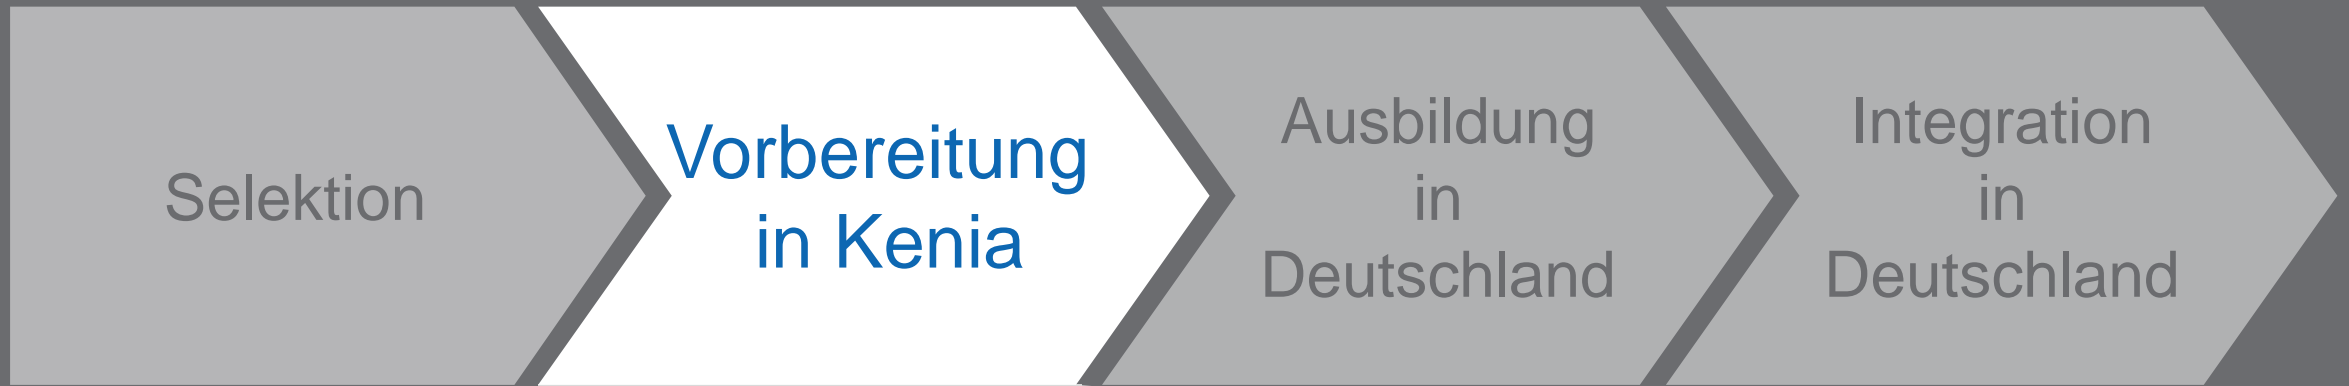 Selektion
Vorbereitung
in Kenia
Ausbildung
in
Deutschland
Integration
in
Deutschland